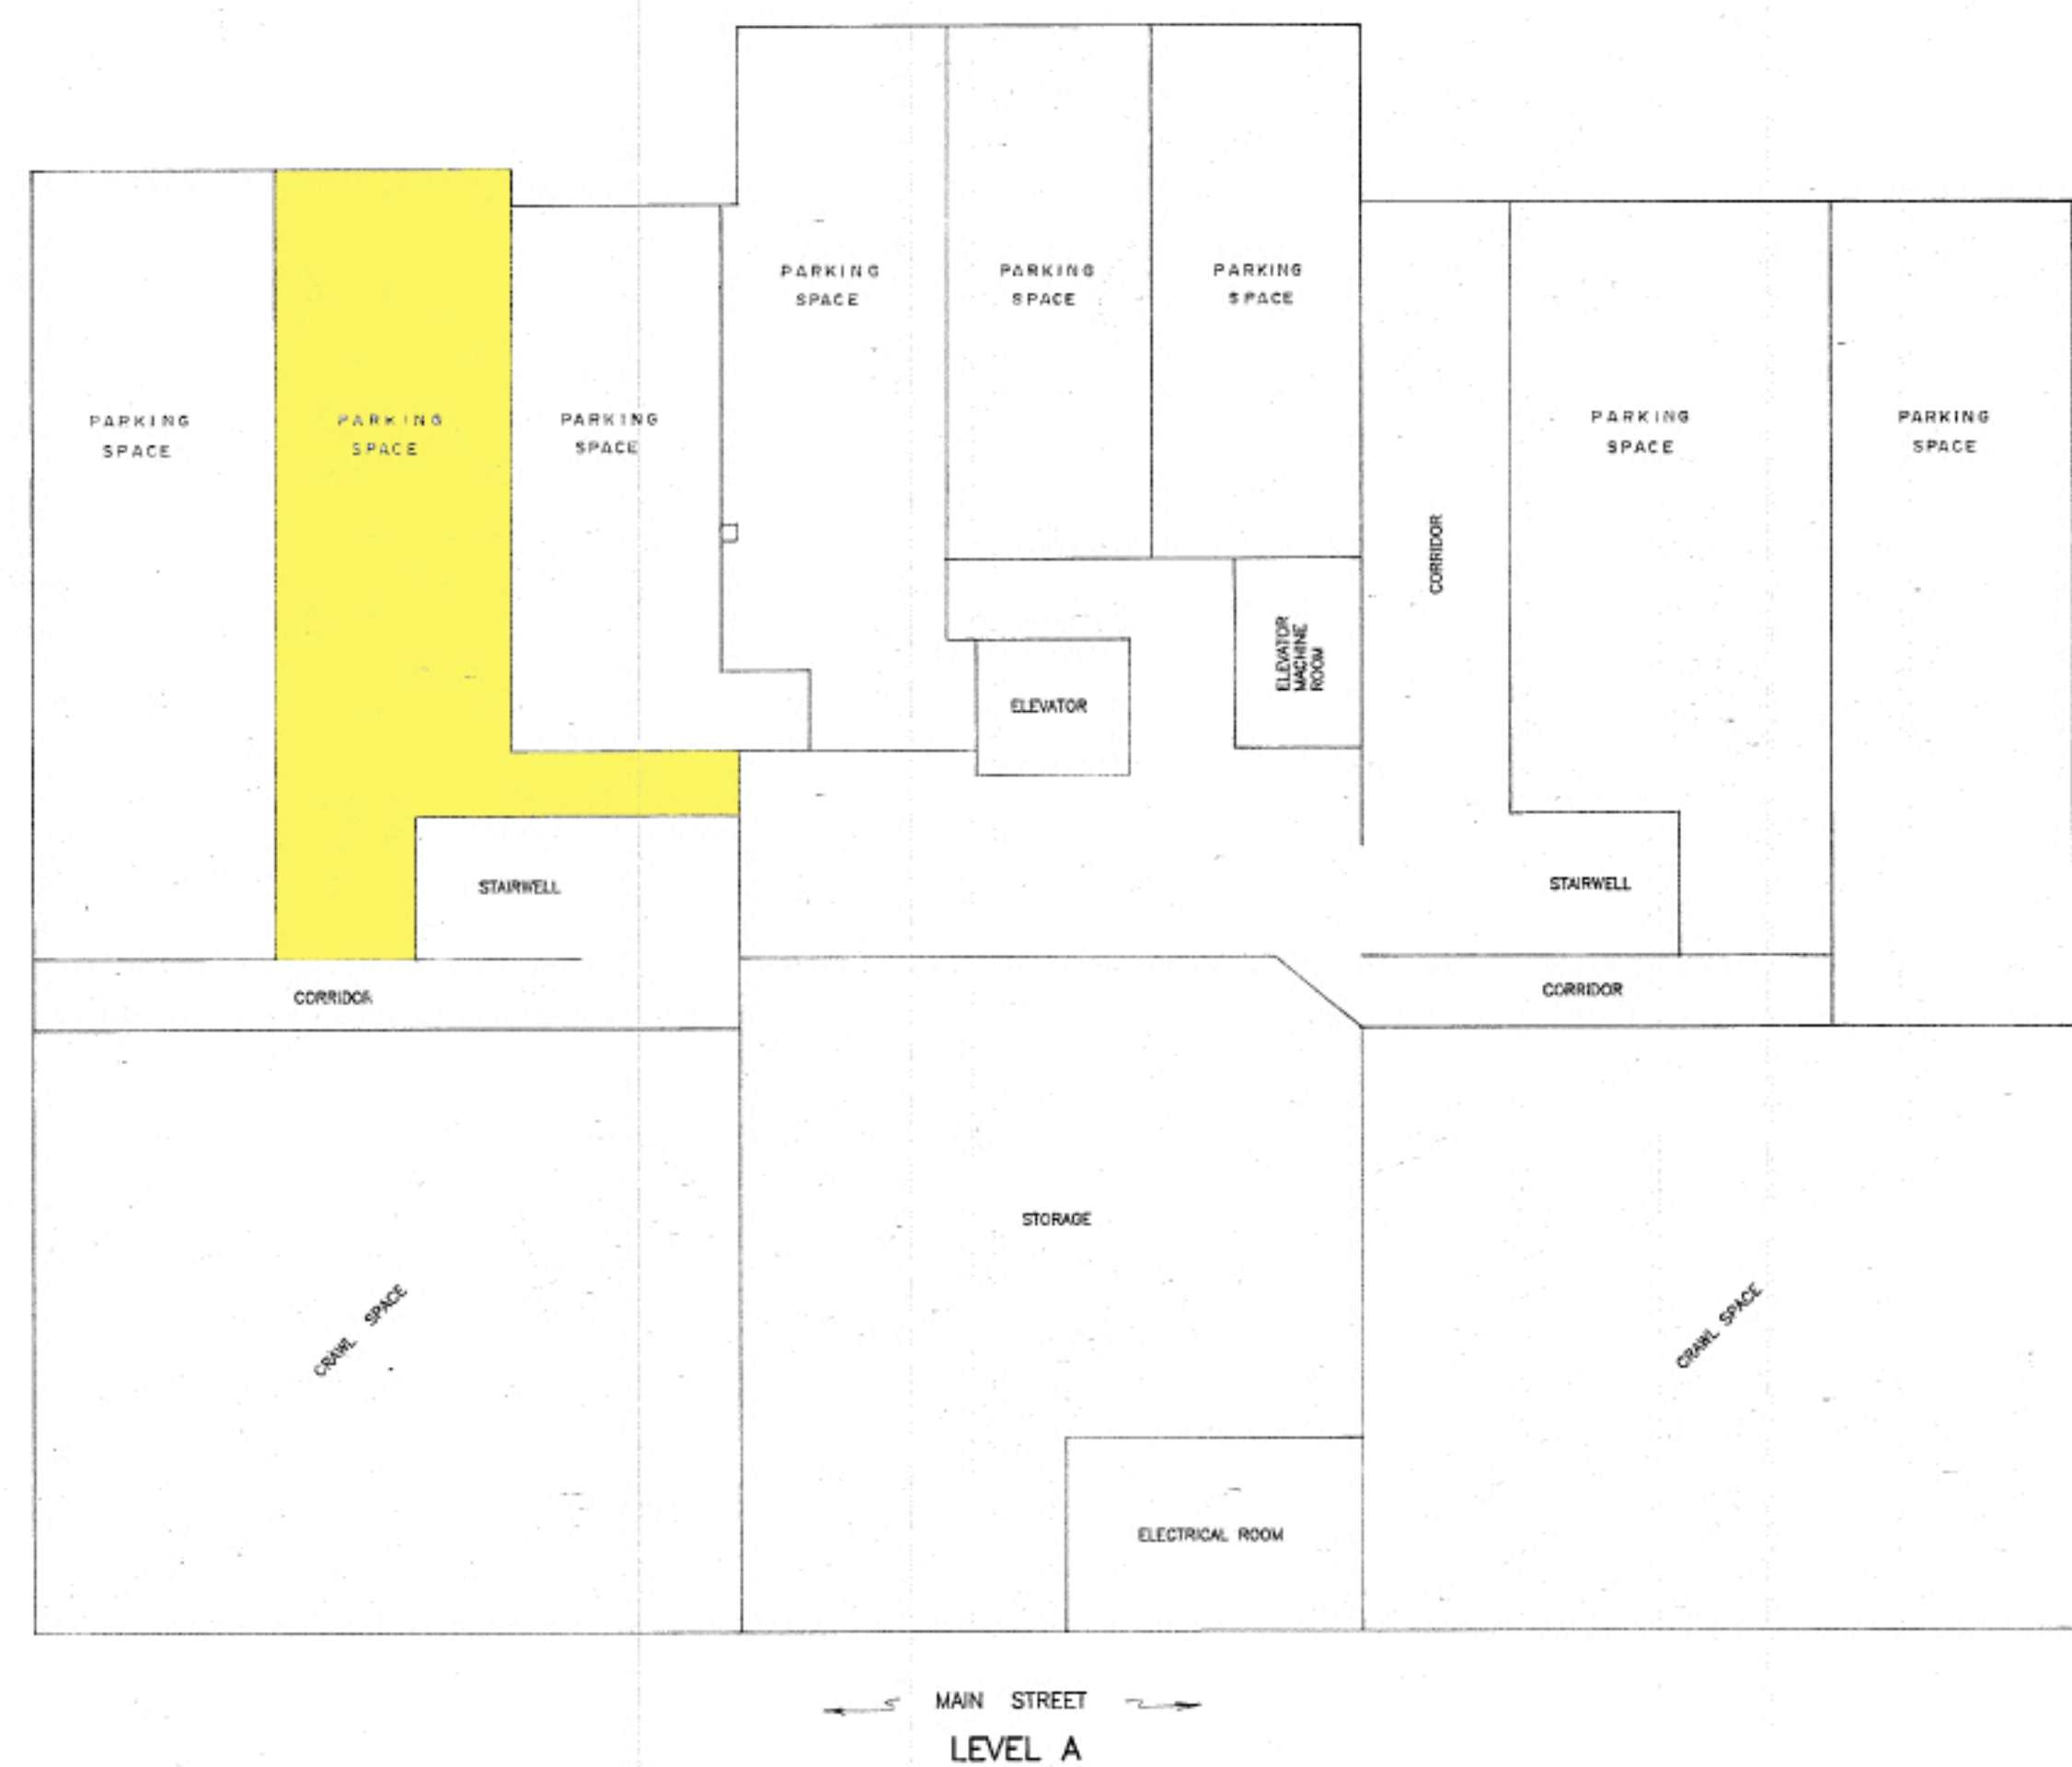 PARKING
SPACE
PARKING
SPACE
PARKING
SPACE
PARKING
SPACE
PARKING
SPACE
PARKING
SPACE
PARKING
SPACE
PARKING
SPACE
CORRIDOR
ELEVATOR
MACHINE
ROOM
ELEVATOR
STAIRWELL
STAIRWELL
CORRIDOR
CORRIDOR
STORAGE
CRAWL SPACE
CRAWL SPACE
ELECTRICAL ROOM
MAIN STREET
LEVEL A